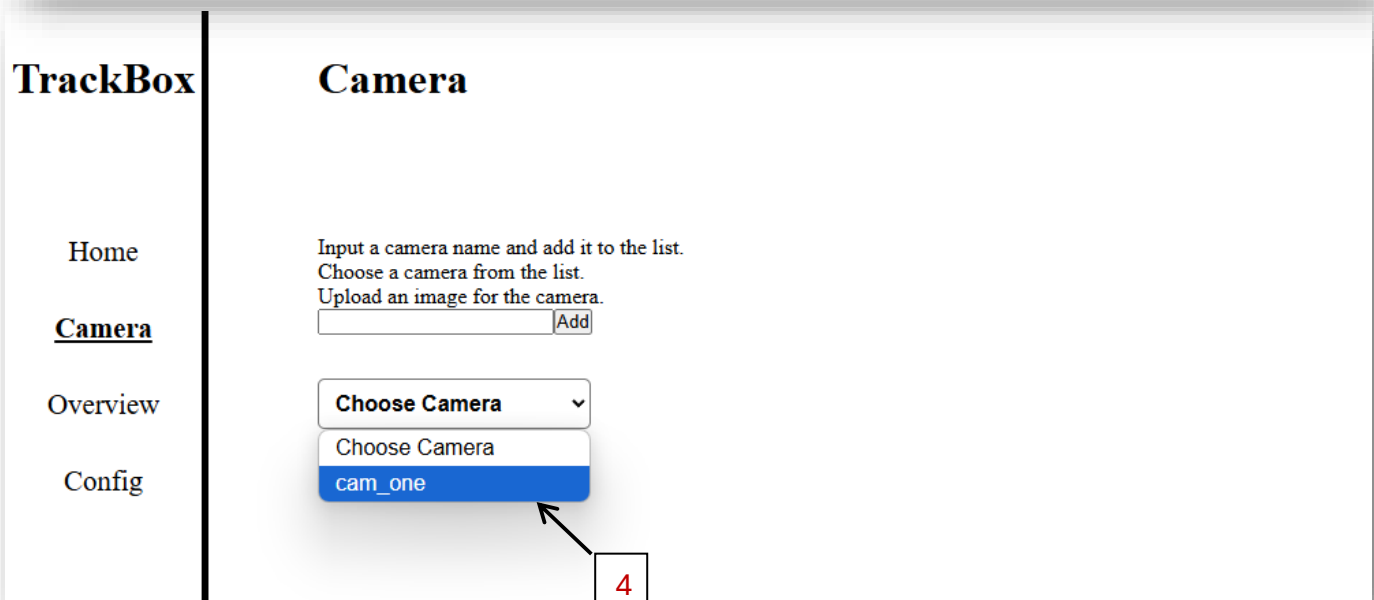 TrackBox
Camera
Home
Camera
Overview
Config
Input a camera name and add it to the list.
Choose a camera from the list.
Upload an image for the camera.
Add
Choose Camera
Choose Camera
cam_one
4